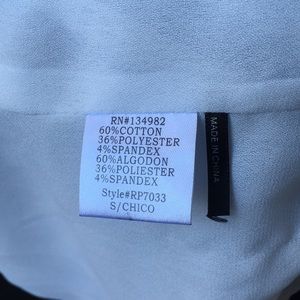 RN#134982
60%COTTON
36%POLYESTER
4%SPANDEX
60%ALGODON
36%POLIESTER
4%SPANDEX
Style#RP7033
S/CHICO
MADE IN CHINA